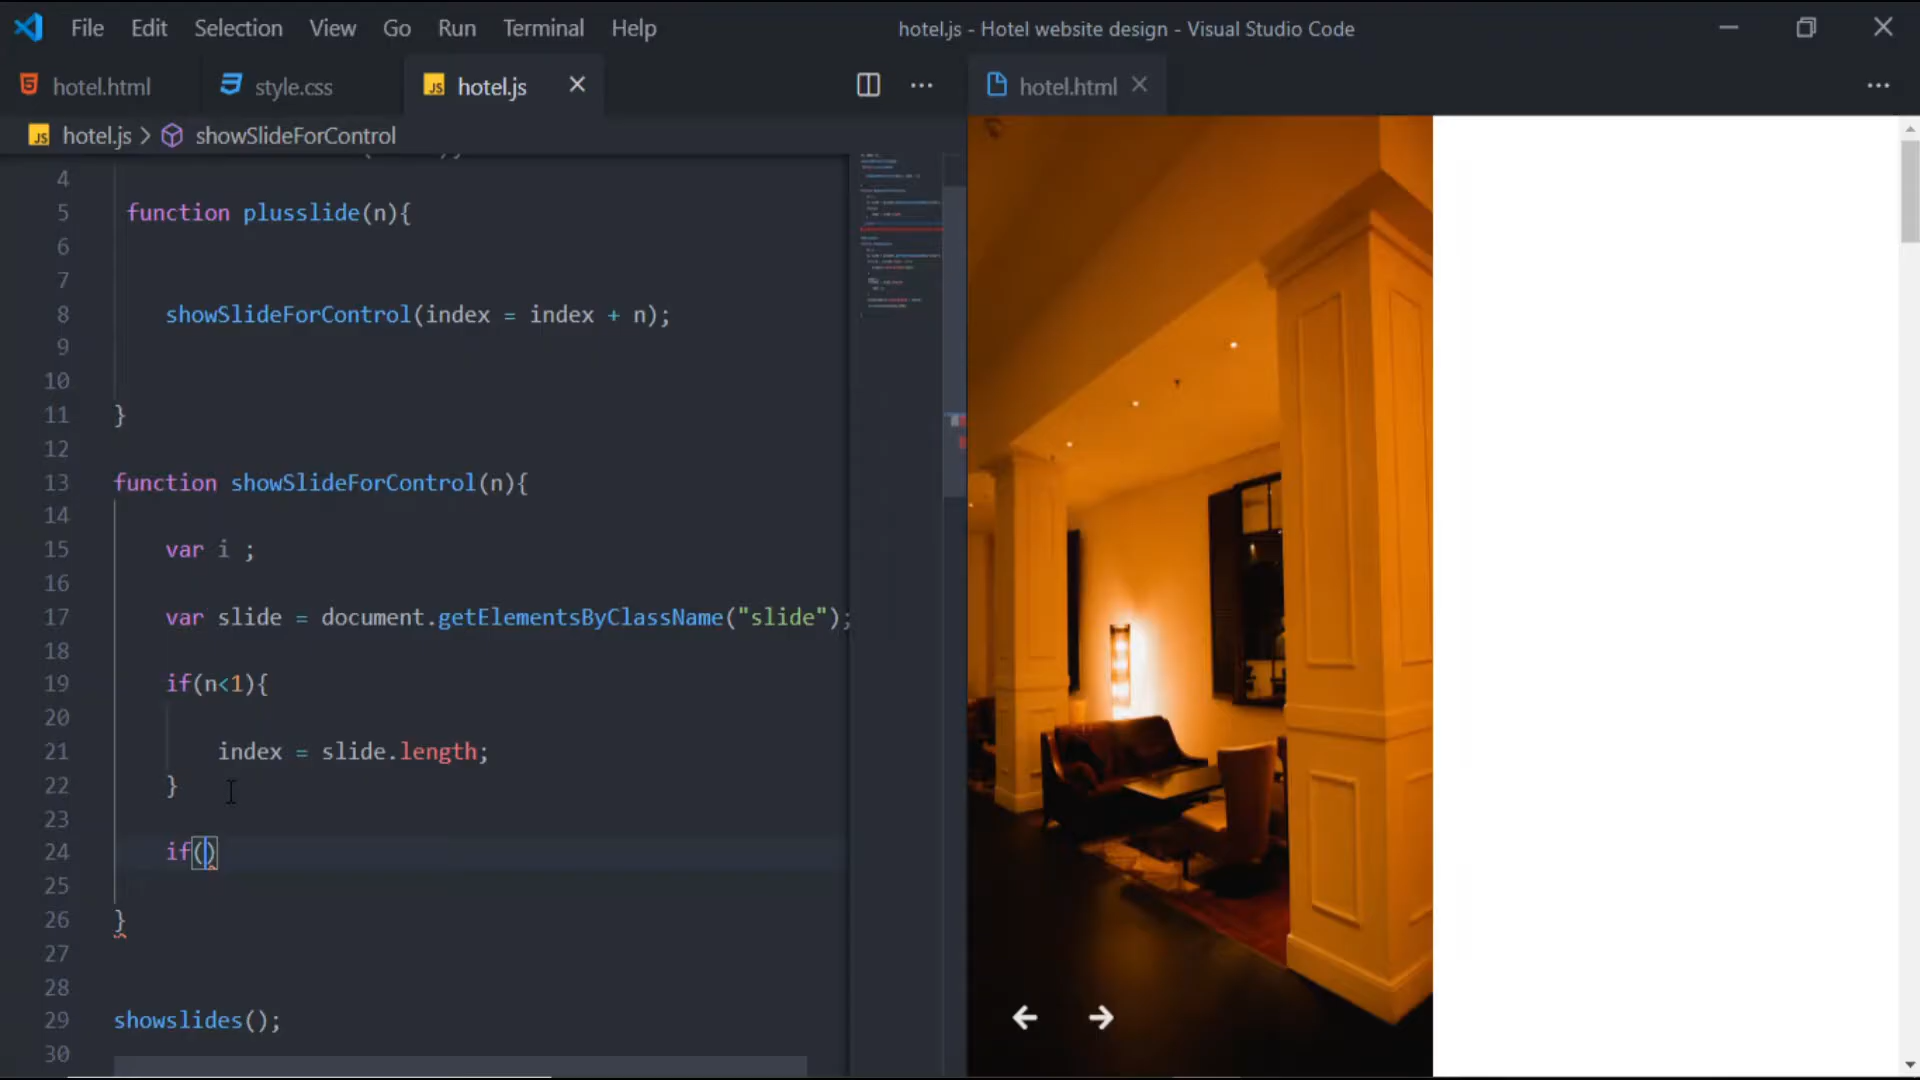 File Edit Selection View Go Run Terminal Help hotel.js - Hotel website design - Visual Studio Code
hotel.html style.css JS hotel.js hotel.html
JS hotel.js > showSlideForControl
4
5 function plusslide(n){
6
7
8 showSlideForControl(index = index + n);
9
10
11 }
12
13 function showSlideForControl(n){
14
15 var i ;
16
17 var slide = document.getElementsByClassName("slide");
18
19 if(n<1){
20
21 index = slide.length;
22 }
23
24 if()
25
26 }
27
28
29 showslides();
30